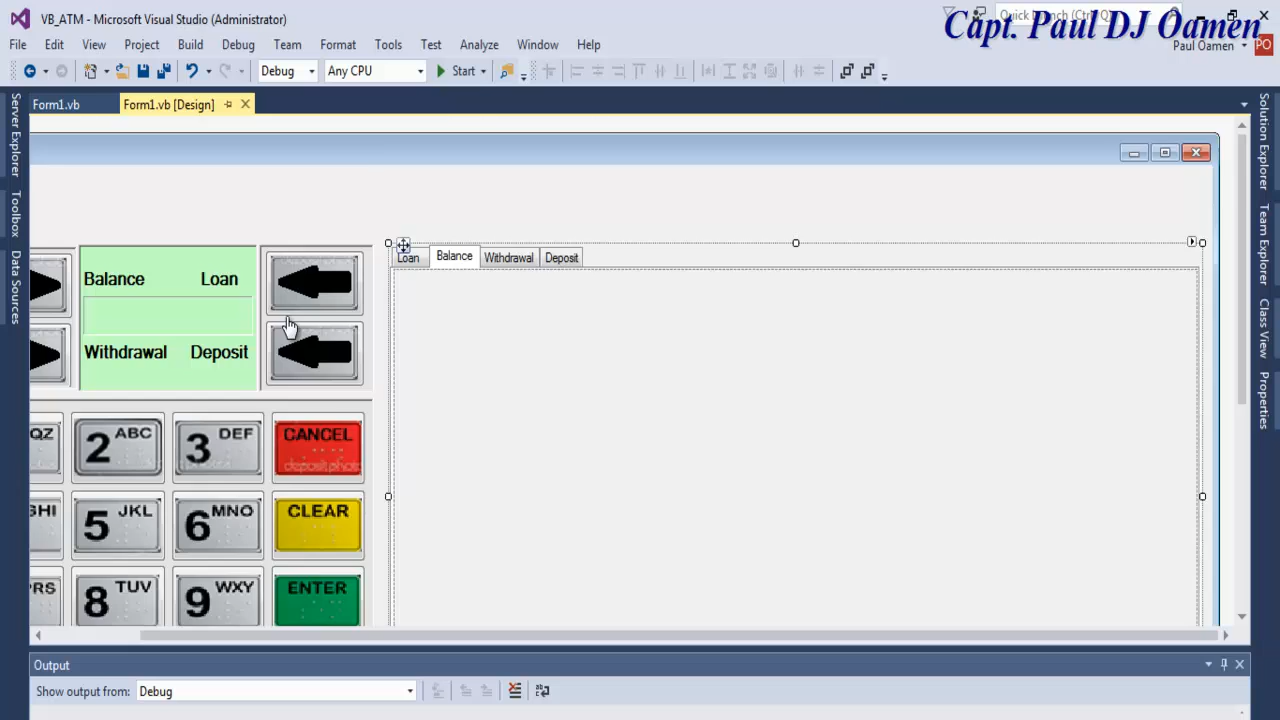 VB_ATM - Microsoft Visual Studio (Administrator)
Capt. Paul DJ Oamen
File Edit View Project Build Debug Team Format Tools Test Analyze Window Help
Paul Oamen PO
Debug Any CPU Start
Form1.vb Form1.vb [Design]
Server Explorer
Toolbox
Data Sources
Solution Explorer
Team Explorer
Class View
Properties
Loan Balance Withdrawal Deposit
Balance Loan
Withdrawal Deposit
QZ 2 ABC 3 DEF CANCEL
SHI 5 JKL 6 MNO CLEAR
PRS 8 TUV 9 WXY ENTER
Output
Show output from: Debug